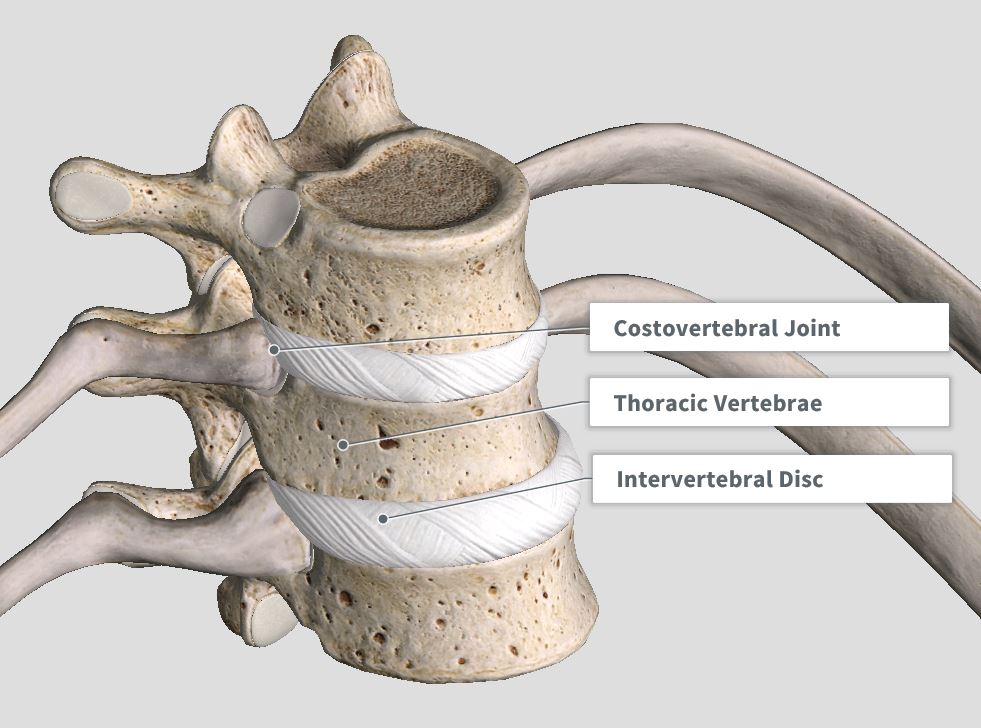 Costovertebral Joint
Thoracic Vertebrae
Intervertebral Disc